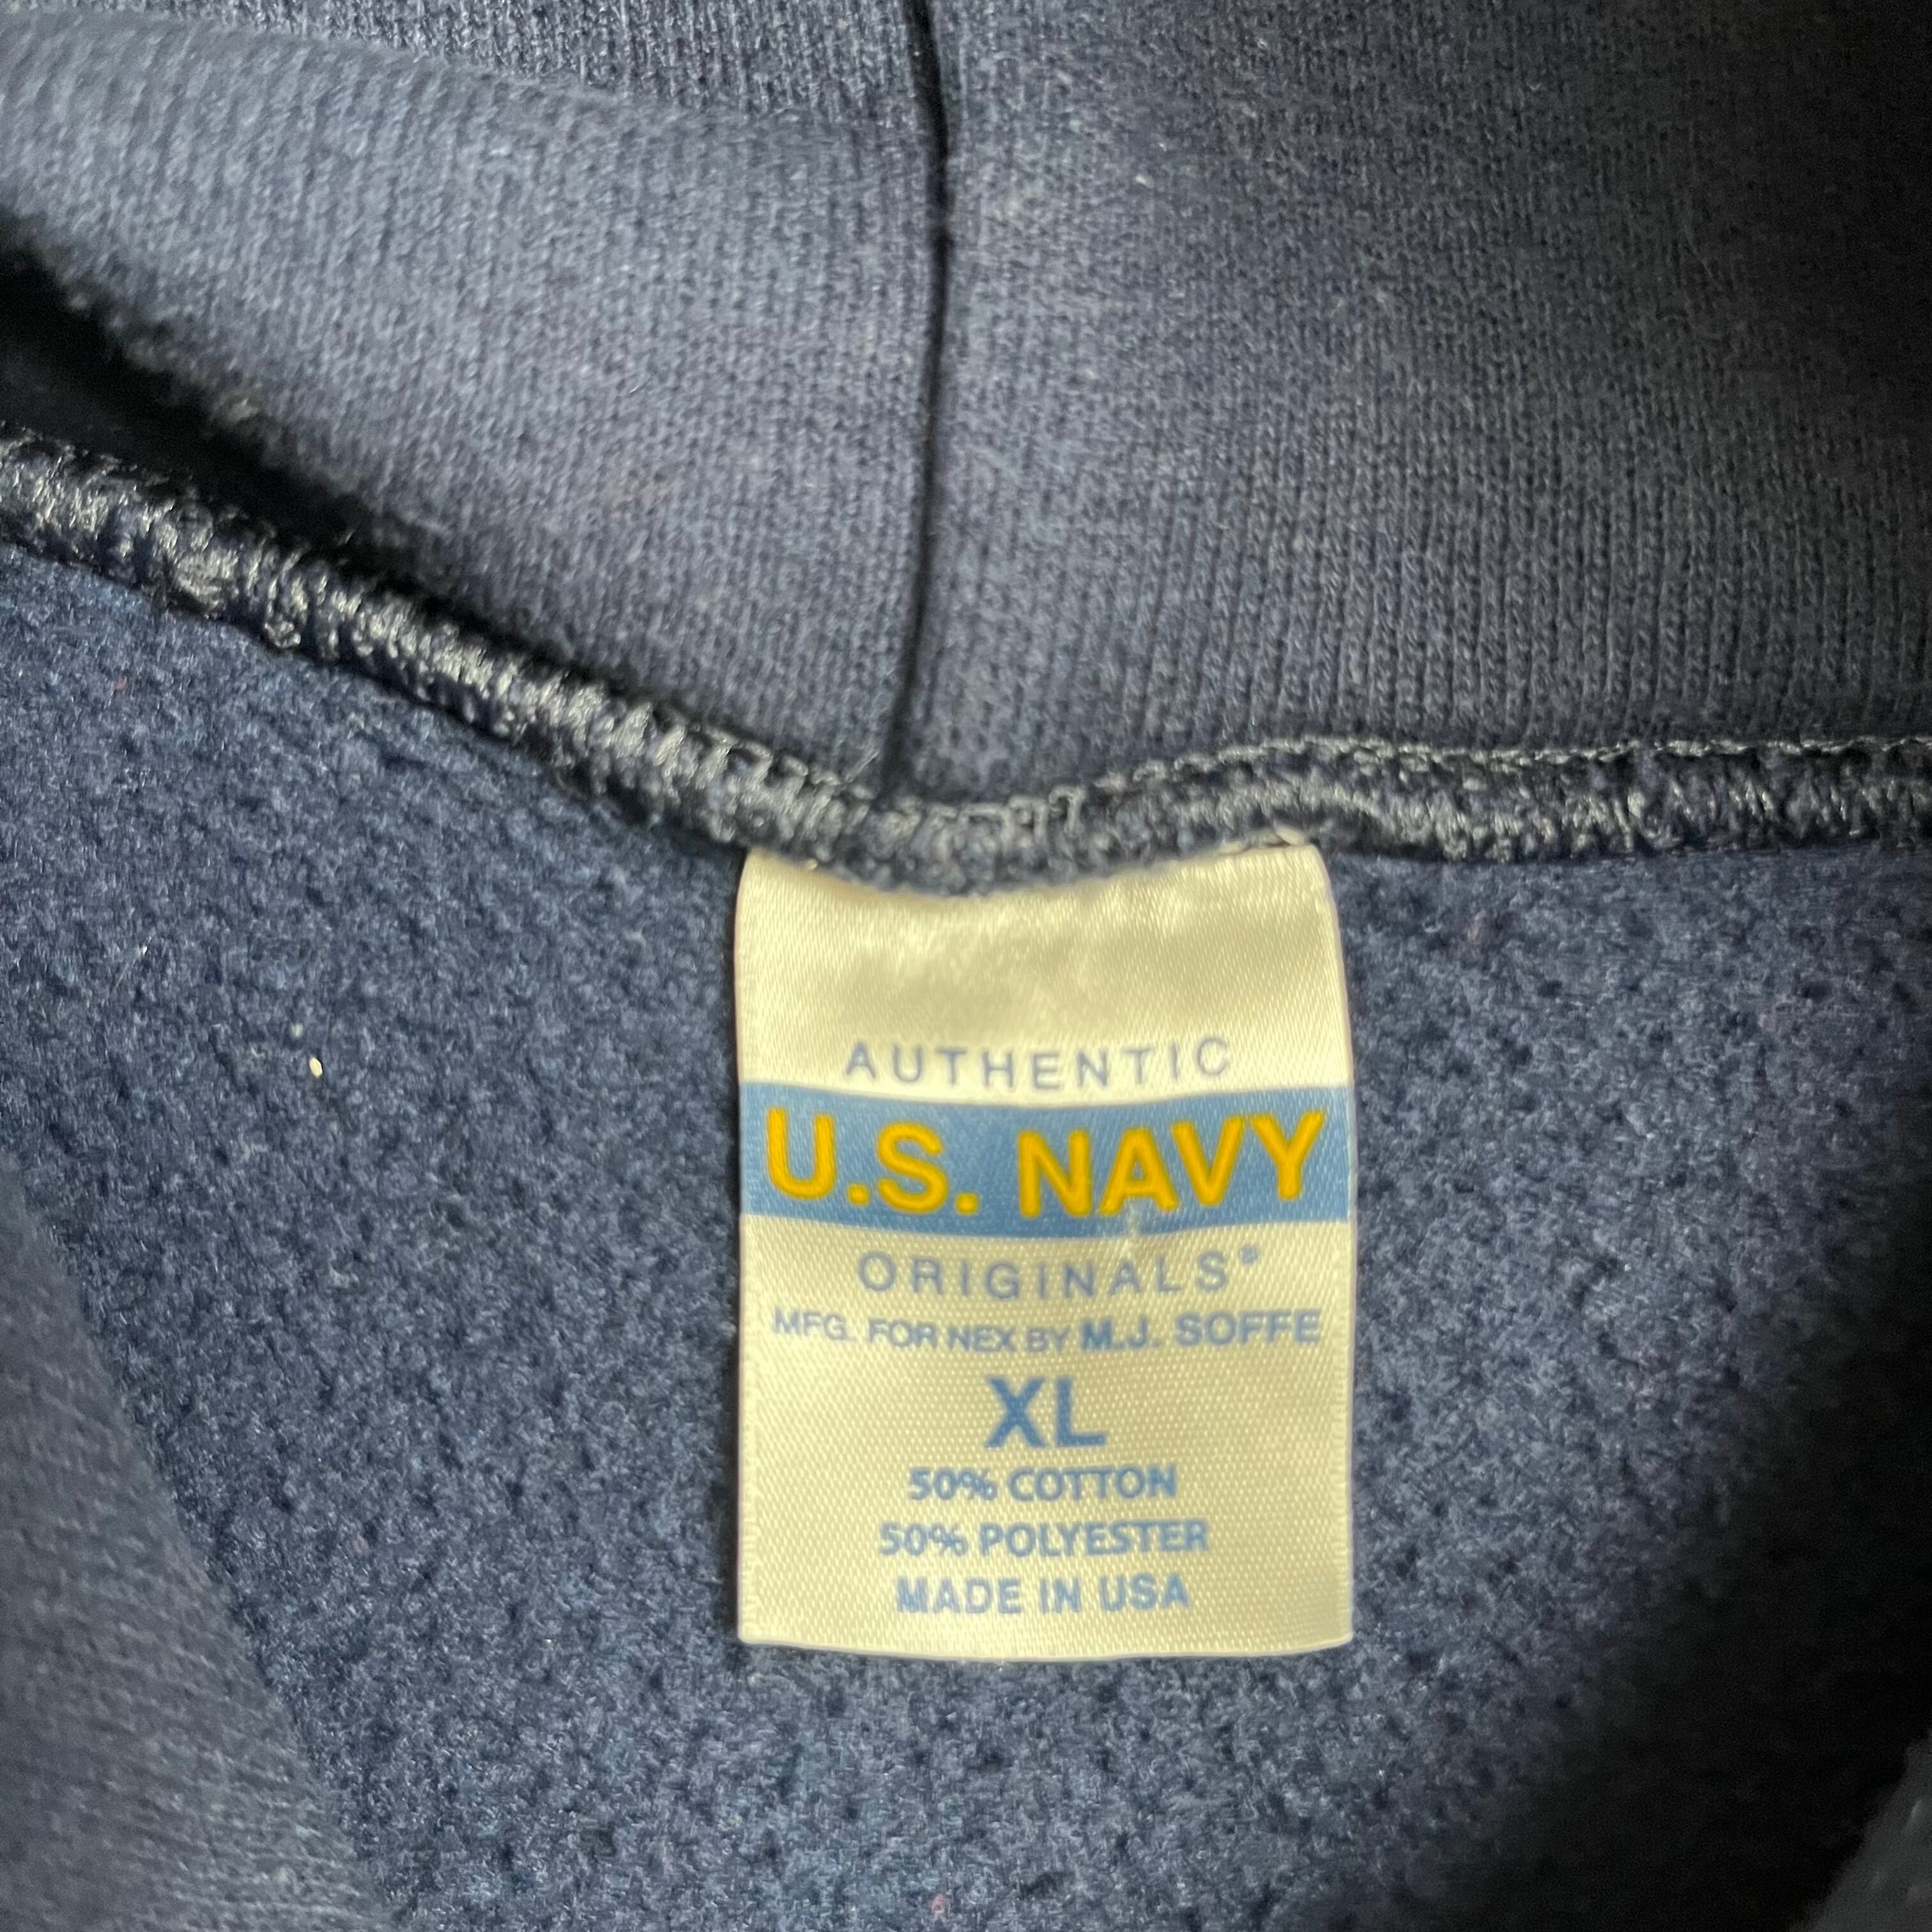 AUTHENTIC
U.S. NAVY
ORIGINALS®
MFG. FOR NEX BY M.J. SOFFE
XL
50% COTTON
50% POLYESTER
MADE IN USA